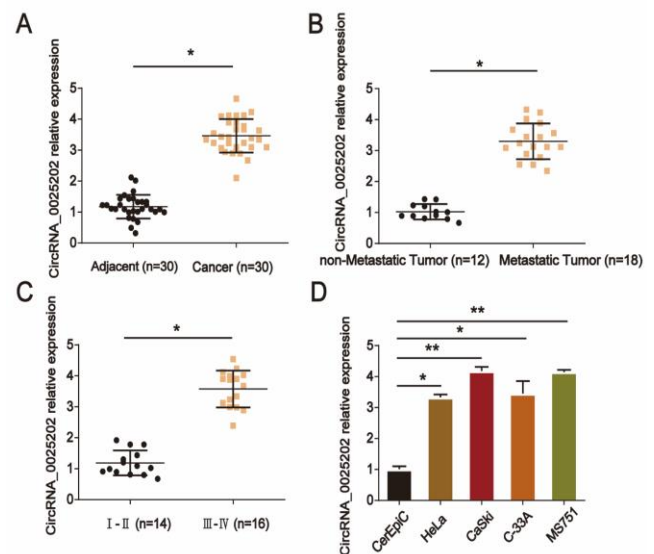 A
*
CircRNA_0025202 relative expression
5
4
3
2
1
0
Adjacent (n=30)
Cancer (n=30)
B
*
CircRNA_0025202 relative expression
5
4
3
2
1
0
non-Metastatic Tumor (n=12)
Metastatic Tumor (n=18)
C
*
CircRNA_0025202 relative expression
5
4
3
2
1
0
I-II (n=14)
III-IV (n=16)
D
**
*
**
*
CircRNA_0025202 relative expression
5
4
3
2
1
0
CerEpiC
HeLa
CaSki
C-33A
MS751